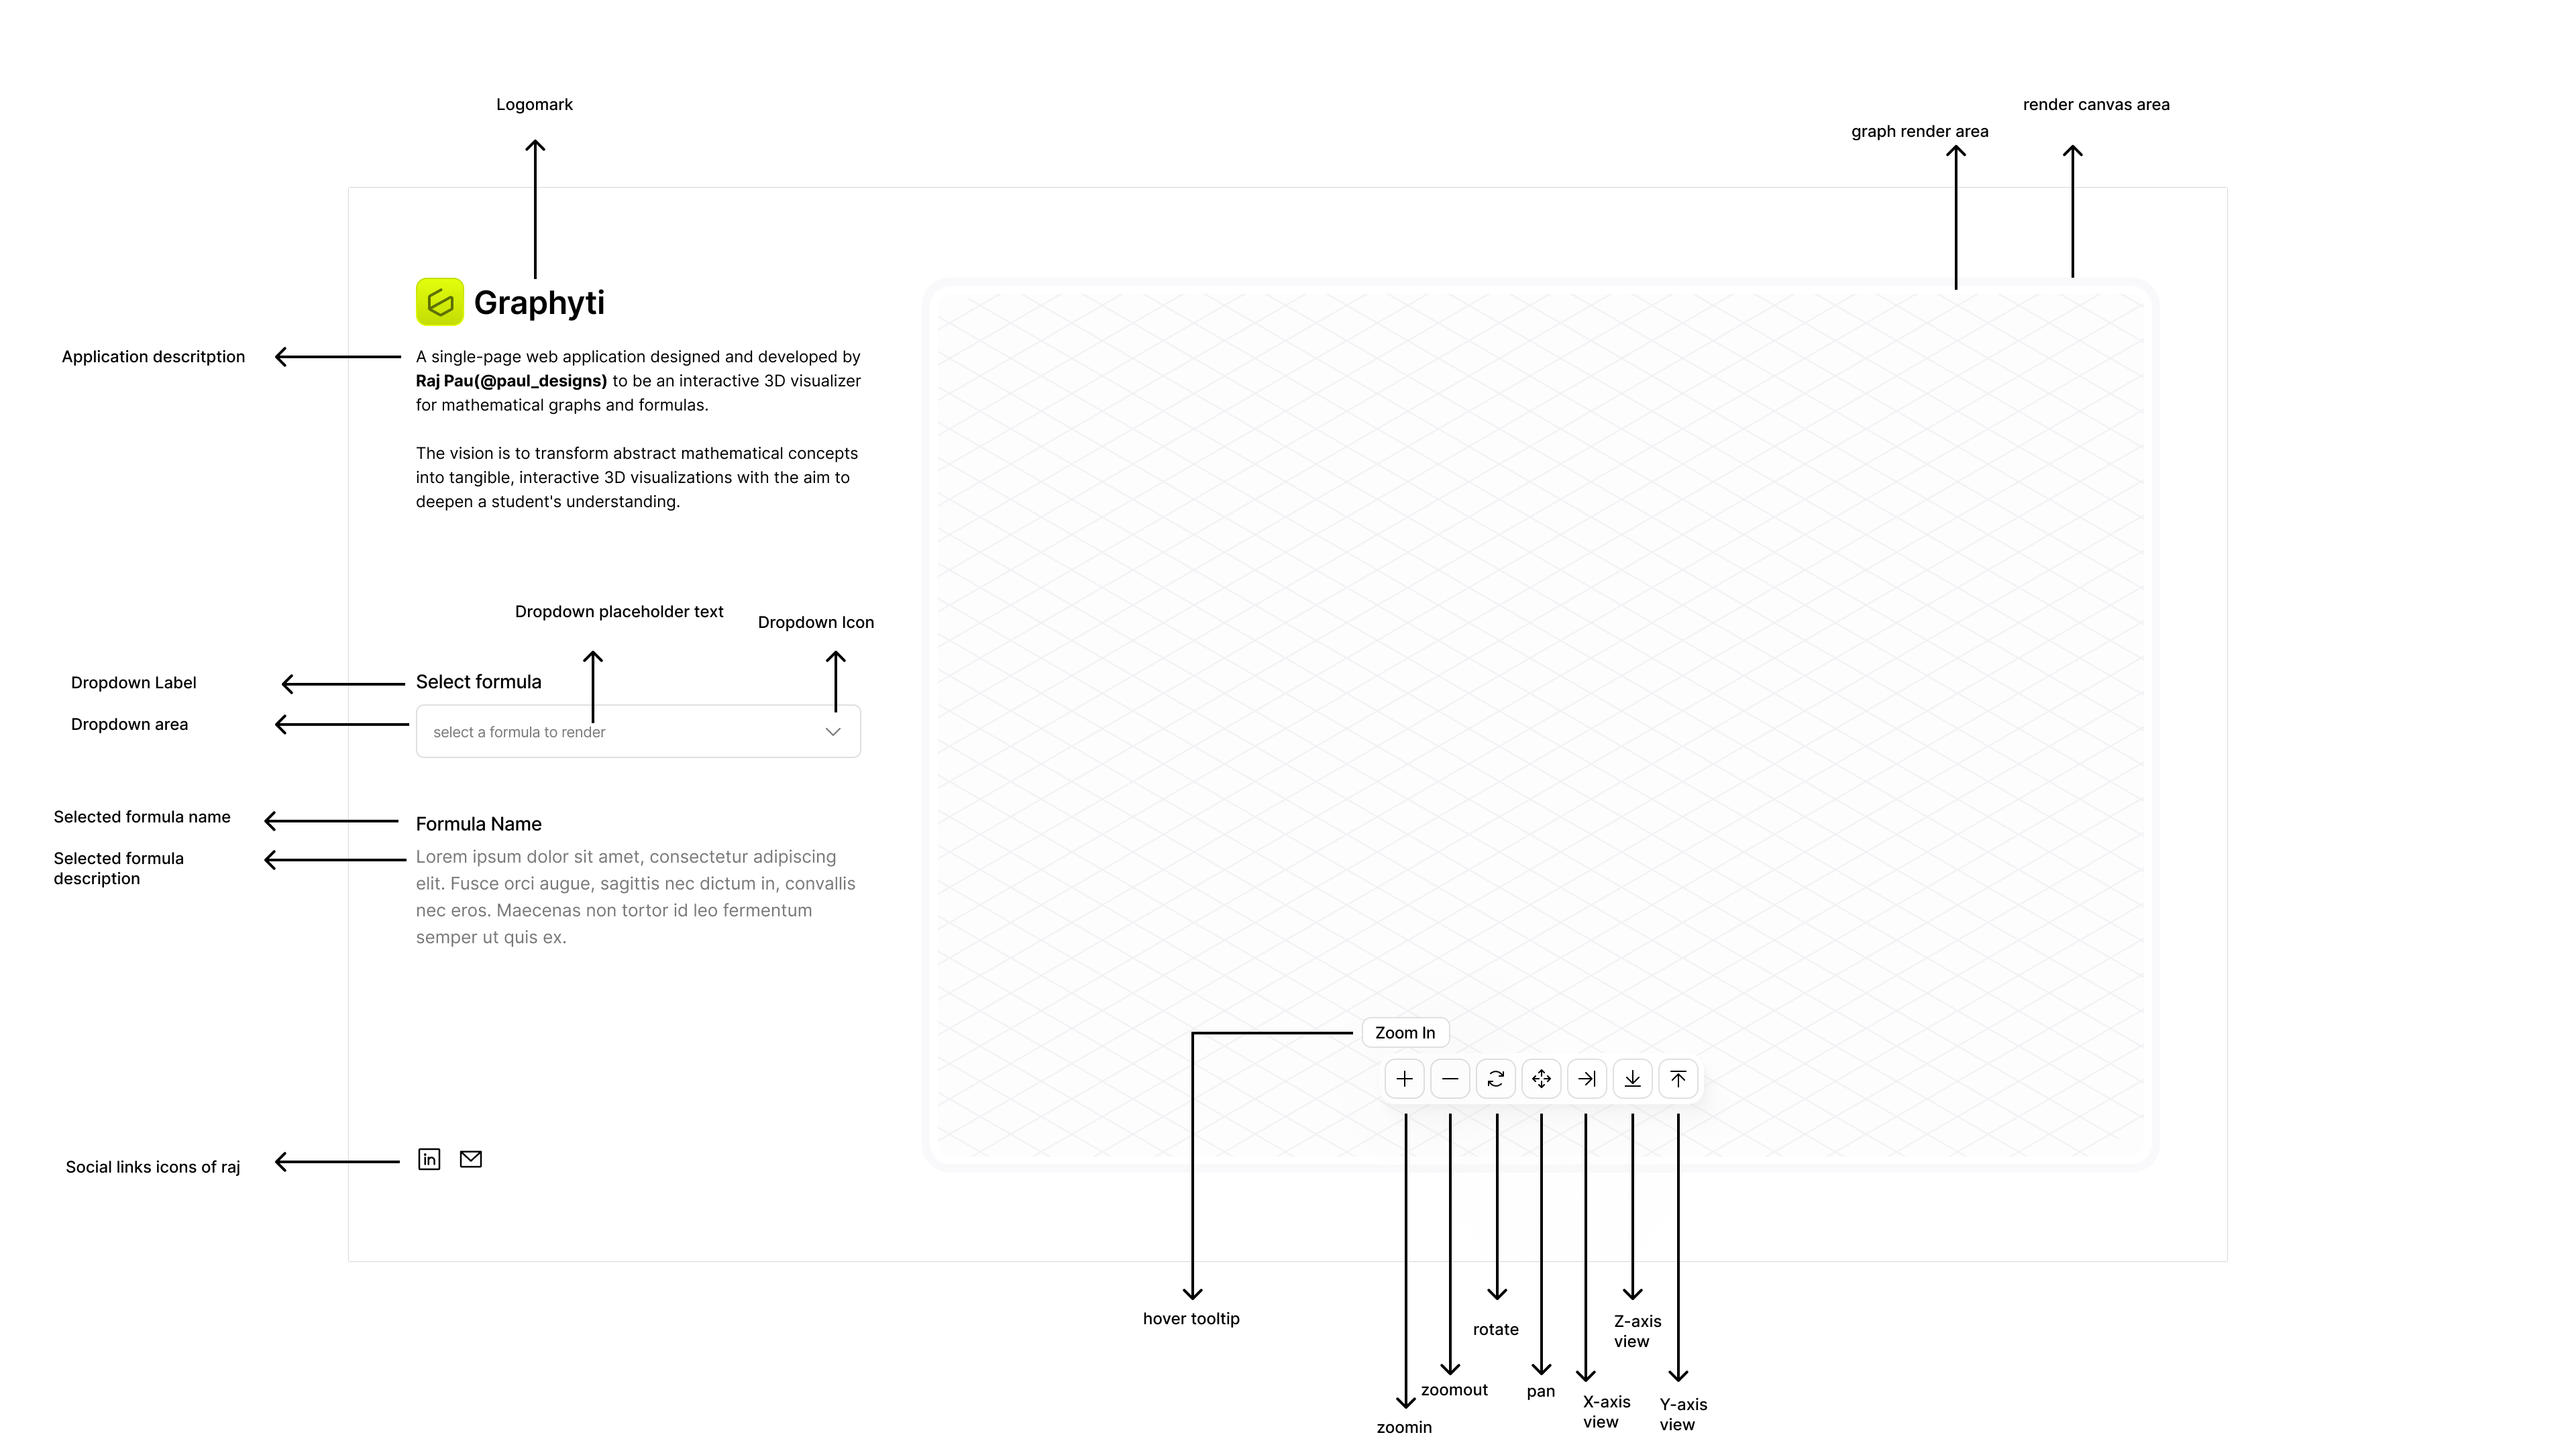 Logomark
render canvas area
graph render area
Graphyti
Application descritption
A single-page web application designed and developed by
Raj Pau(@paul_designs) to be an interactive 3D visualizer
for mathematical graphs and formulas.
The vision is to transform abstract mathematical concepts
into tangible, interactive 3D visualizations with the aim to
deepen a student's understanding.
Dropdown placeholder text
Dropdown Icon
Dropdown Label
Select formula
Dropdown area
select a formula to render
Selected formula name
Formula Name
Selected formula
description
Lorem ipsum dolor sit amet, consectetur adipiscing
elit. Fusce orci augue, sagittis nec dictum in, convallis
nec eros. Maecenas non tortor id leo fermentum
semper ut quis ex.
Zoom In
Social links icons of raj
in
hover tooltip
rotate
Z-axis
view
zoomout
pan
X-axis
view
Y-axis
view
zoomin